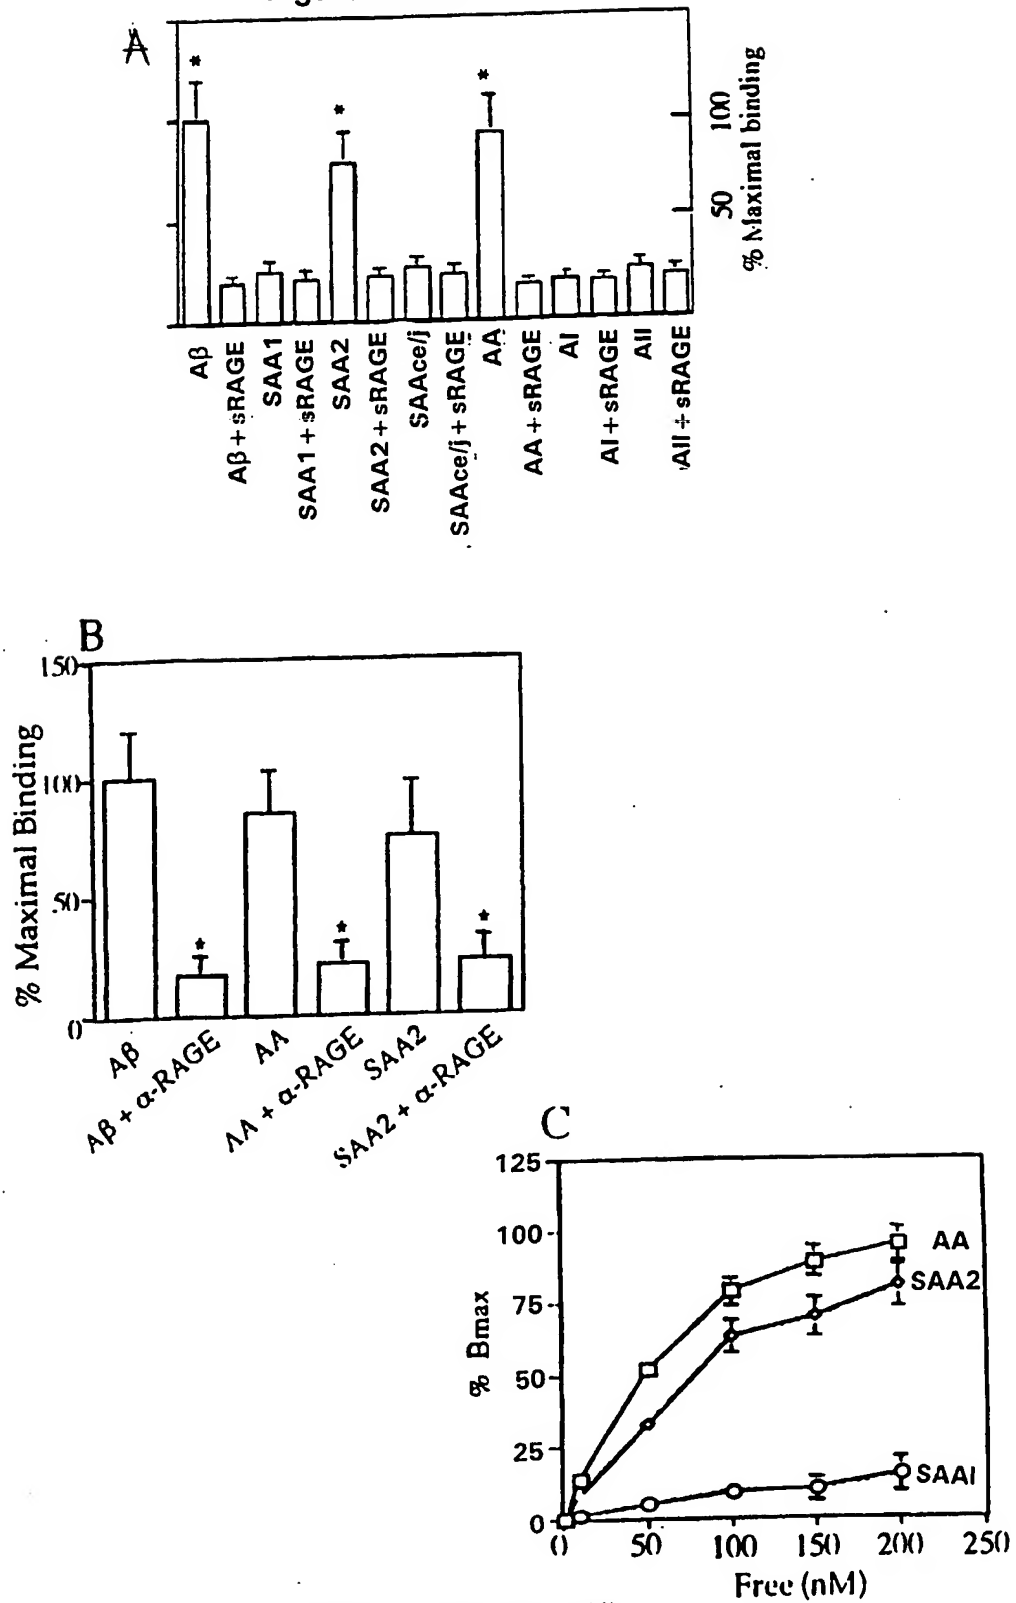 A
*
*
*
100
50
% Maximal binding
Aβ
Aβ + sRAGE
SAA1
SAA1 + sRAGE
SAA2
SAA2 + sRAGE
SAAce/j
SAAce/j + sRAGE
AA
AA + sRAGE
AI
AI + sRAGE
AII
AII + sRAGE
B
150
100
50
0
% Maximal Binding
*
*
*
Aβ
Aβ + α-RAGE
AA
AA + α-RAGE
SAA2
SAA2 + α-RAGE
C
125
100
75
50
25
0
% Bmax
AA
SAA2
SAA1
0 50 100 150 200 250
Free (nM)